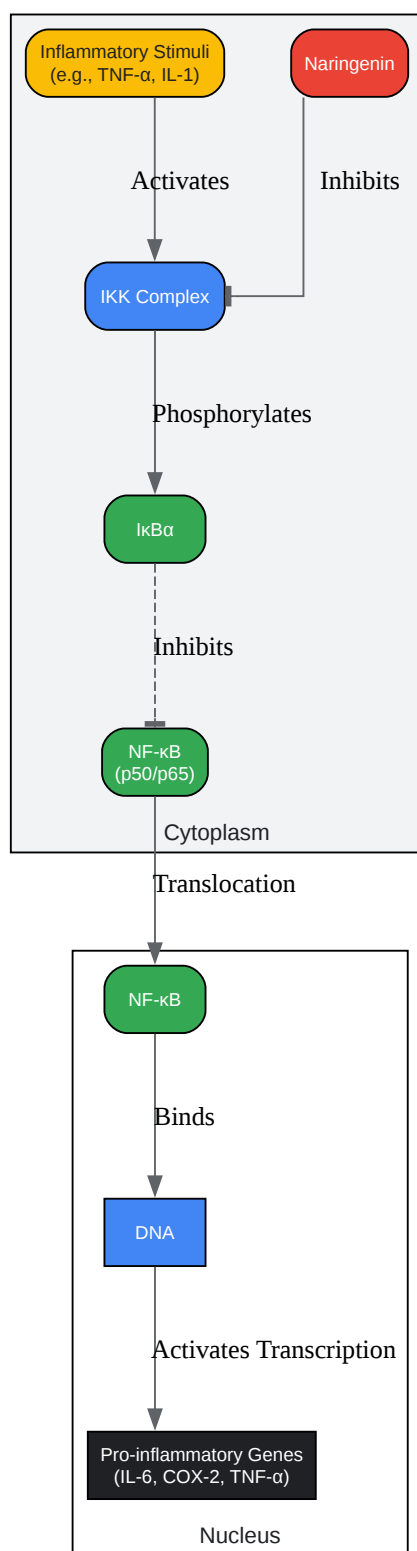 Inflammatory Stimuli
(e.g., TNF-α, IL-1)
Naringenin
Activates
Inhibits
IKK Complex
Phosphorylates
IκBα
Inhibits
NF-κB
(p50/p65)
Cytoplasm
Translocation
NF-κB
Binds
DNA
Activates Transcription
Pro-inflammatory Genes
(IL-6, COX-2, TNF-α)
Nucleus